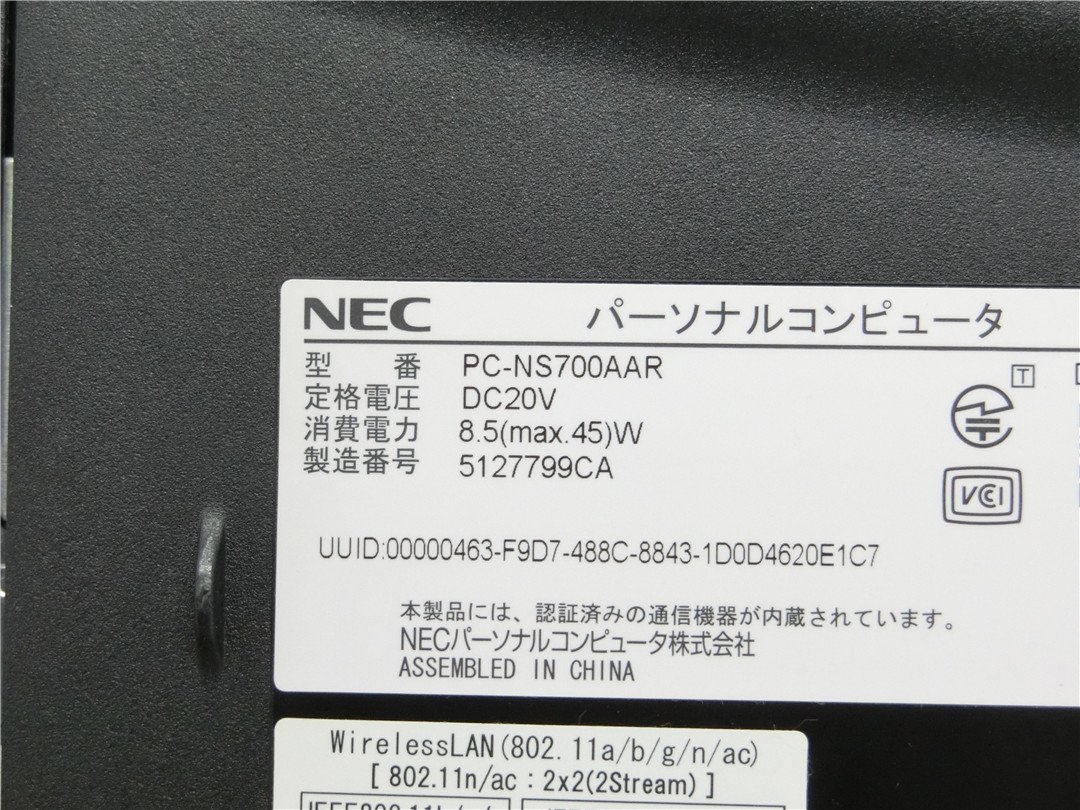 NEC パーソナルコンピュータ
型 番 PC-NS700AAR
T
定格電圧 DC20V
消費電力 8.5(max.45)W
製造番号 5127799CA
VCCI
UUID:00000463-F9D7-488C-8843-1D0D4620E1C7
本製品には、認証済みの通信機器が内蔵されています。
NECパーソナルコンピュータ株式会社
ASSEMBLED IN CHINA
WirelessLAN(802.11a/b/g/n/ac)
[ 802.11n/ac : 2x2(2Stream) ]